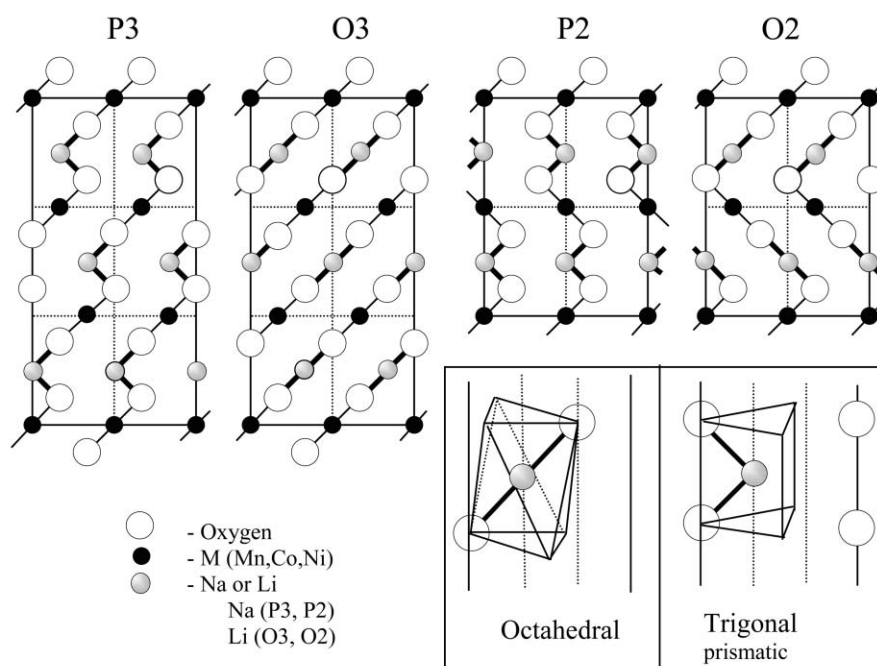 P3
O3
P2
O2
- Oxygen
- M (Mn,Co,Ni)
- Na or Li
Na (P3, P2)
Li (O3, O2)
Octahedral
Trigonal
prismatic